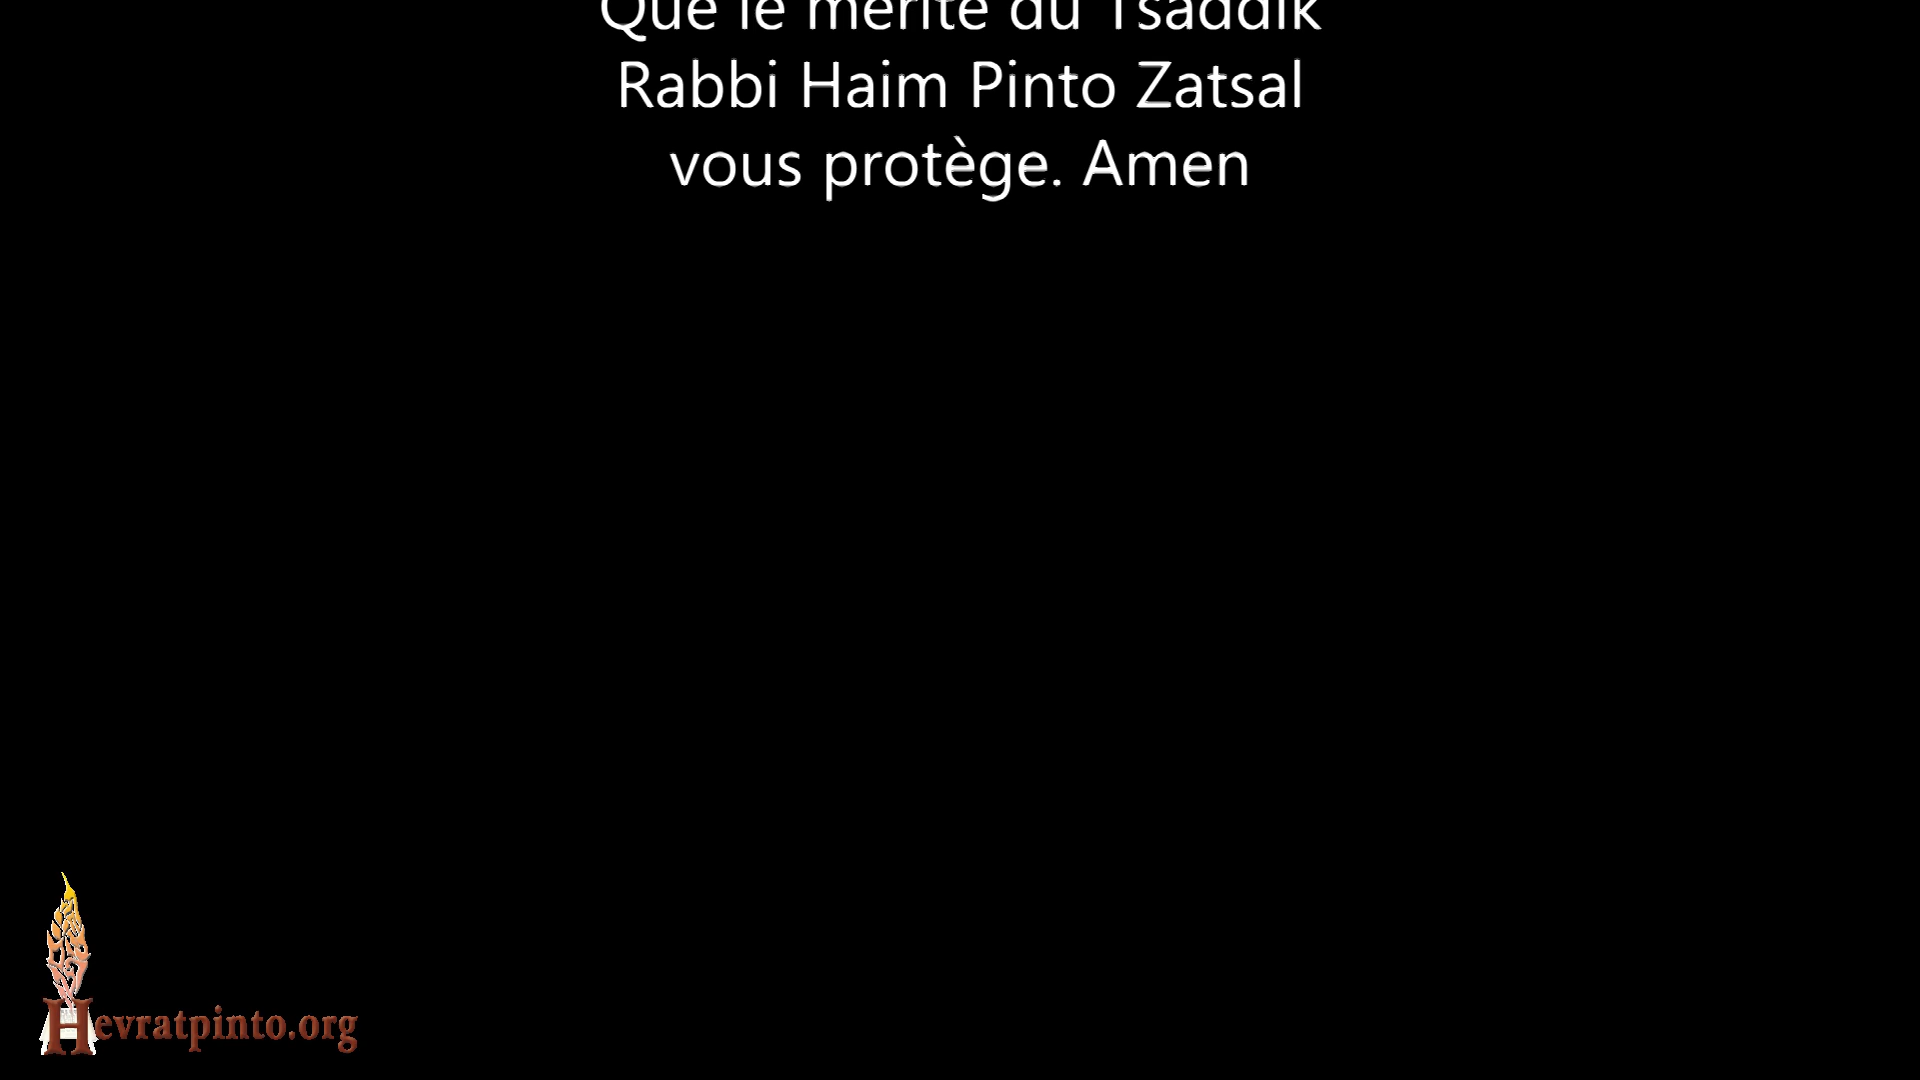 Que le mérite du Tsaddik
Rabbi Haim Pinto Zatsal
vous protège. Amen
Hevratpinto.org